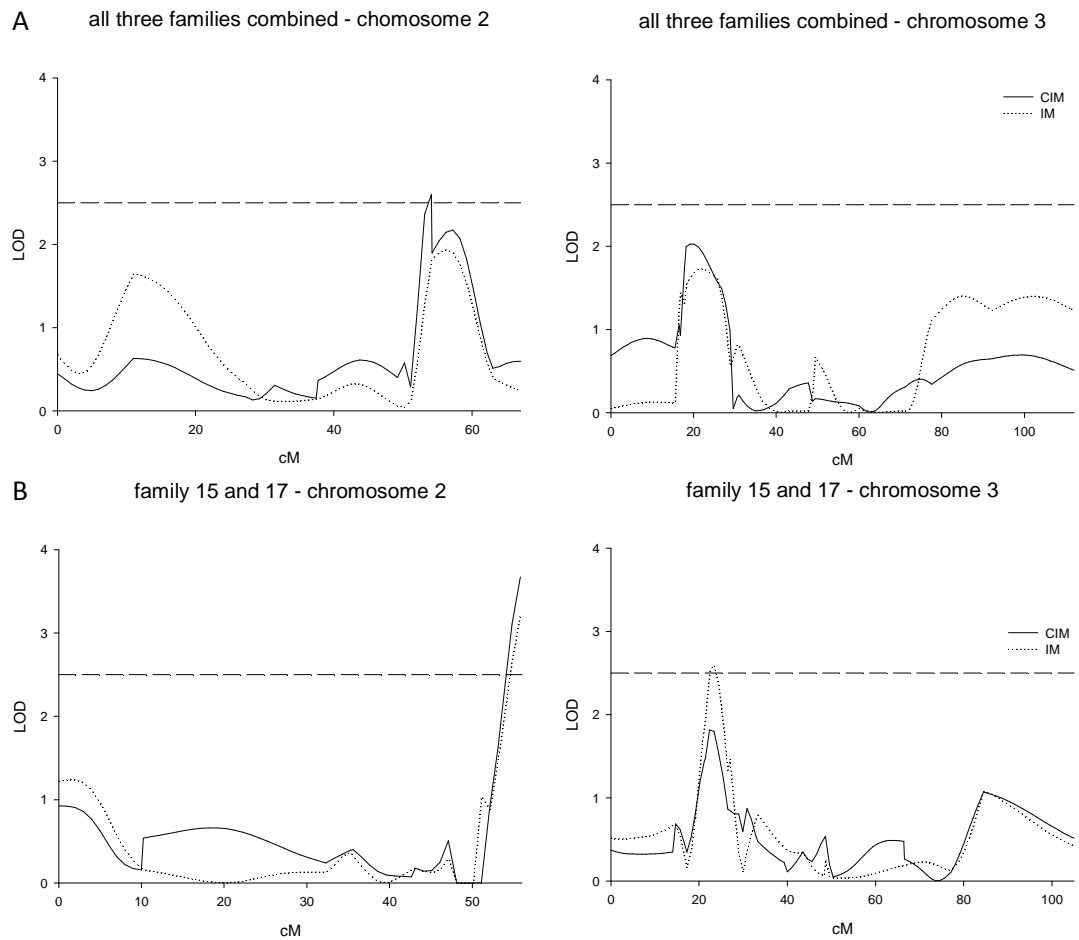 A
all three families combined - chomosome 2
all three families combined - chromosome 3
4
3
2
1
0
LOD
0
20
40
60
cM
4
3
2
1
0
LOD
0
20
40
60
80
100
cM
CIM
IM
B
family 15 and 17 - chromosome 2
family 15 and 17 - chromosome 3
4
3
2
1
0
LOD
0
10
20
30
40
50
cM
4
3
2
1
0
LOD
0
20
40
60
80
100
cM
CIM
IM